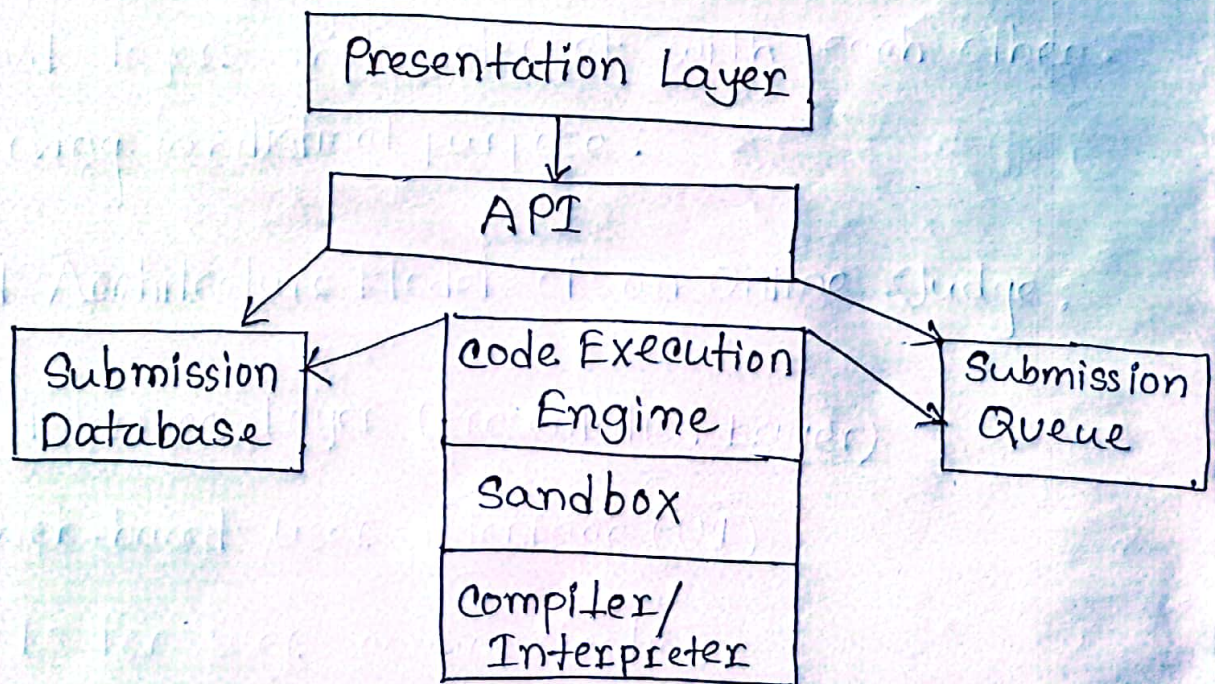 Presentation Layer
API
Submission
Database
code Execution
Engine
Submission
Queue
Sandbox
compiler/
Interpreter